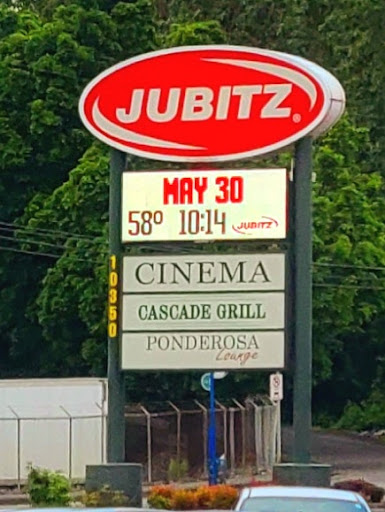 JUBITZ®
MAY 30
58° 10:14 JUBITZ
10350
CINEMA
CASCADE GRILL
PONDEROSA
Lounge